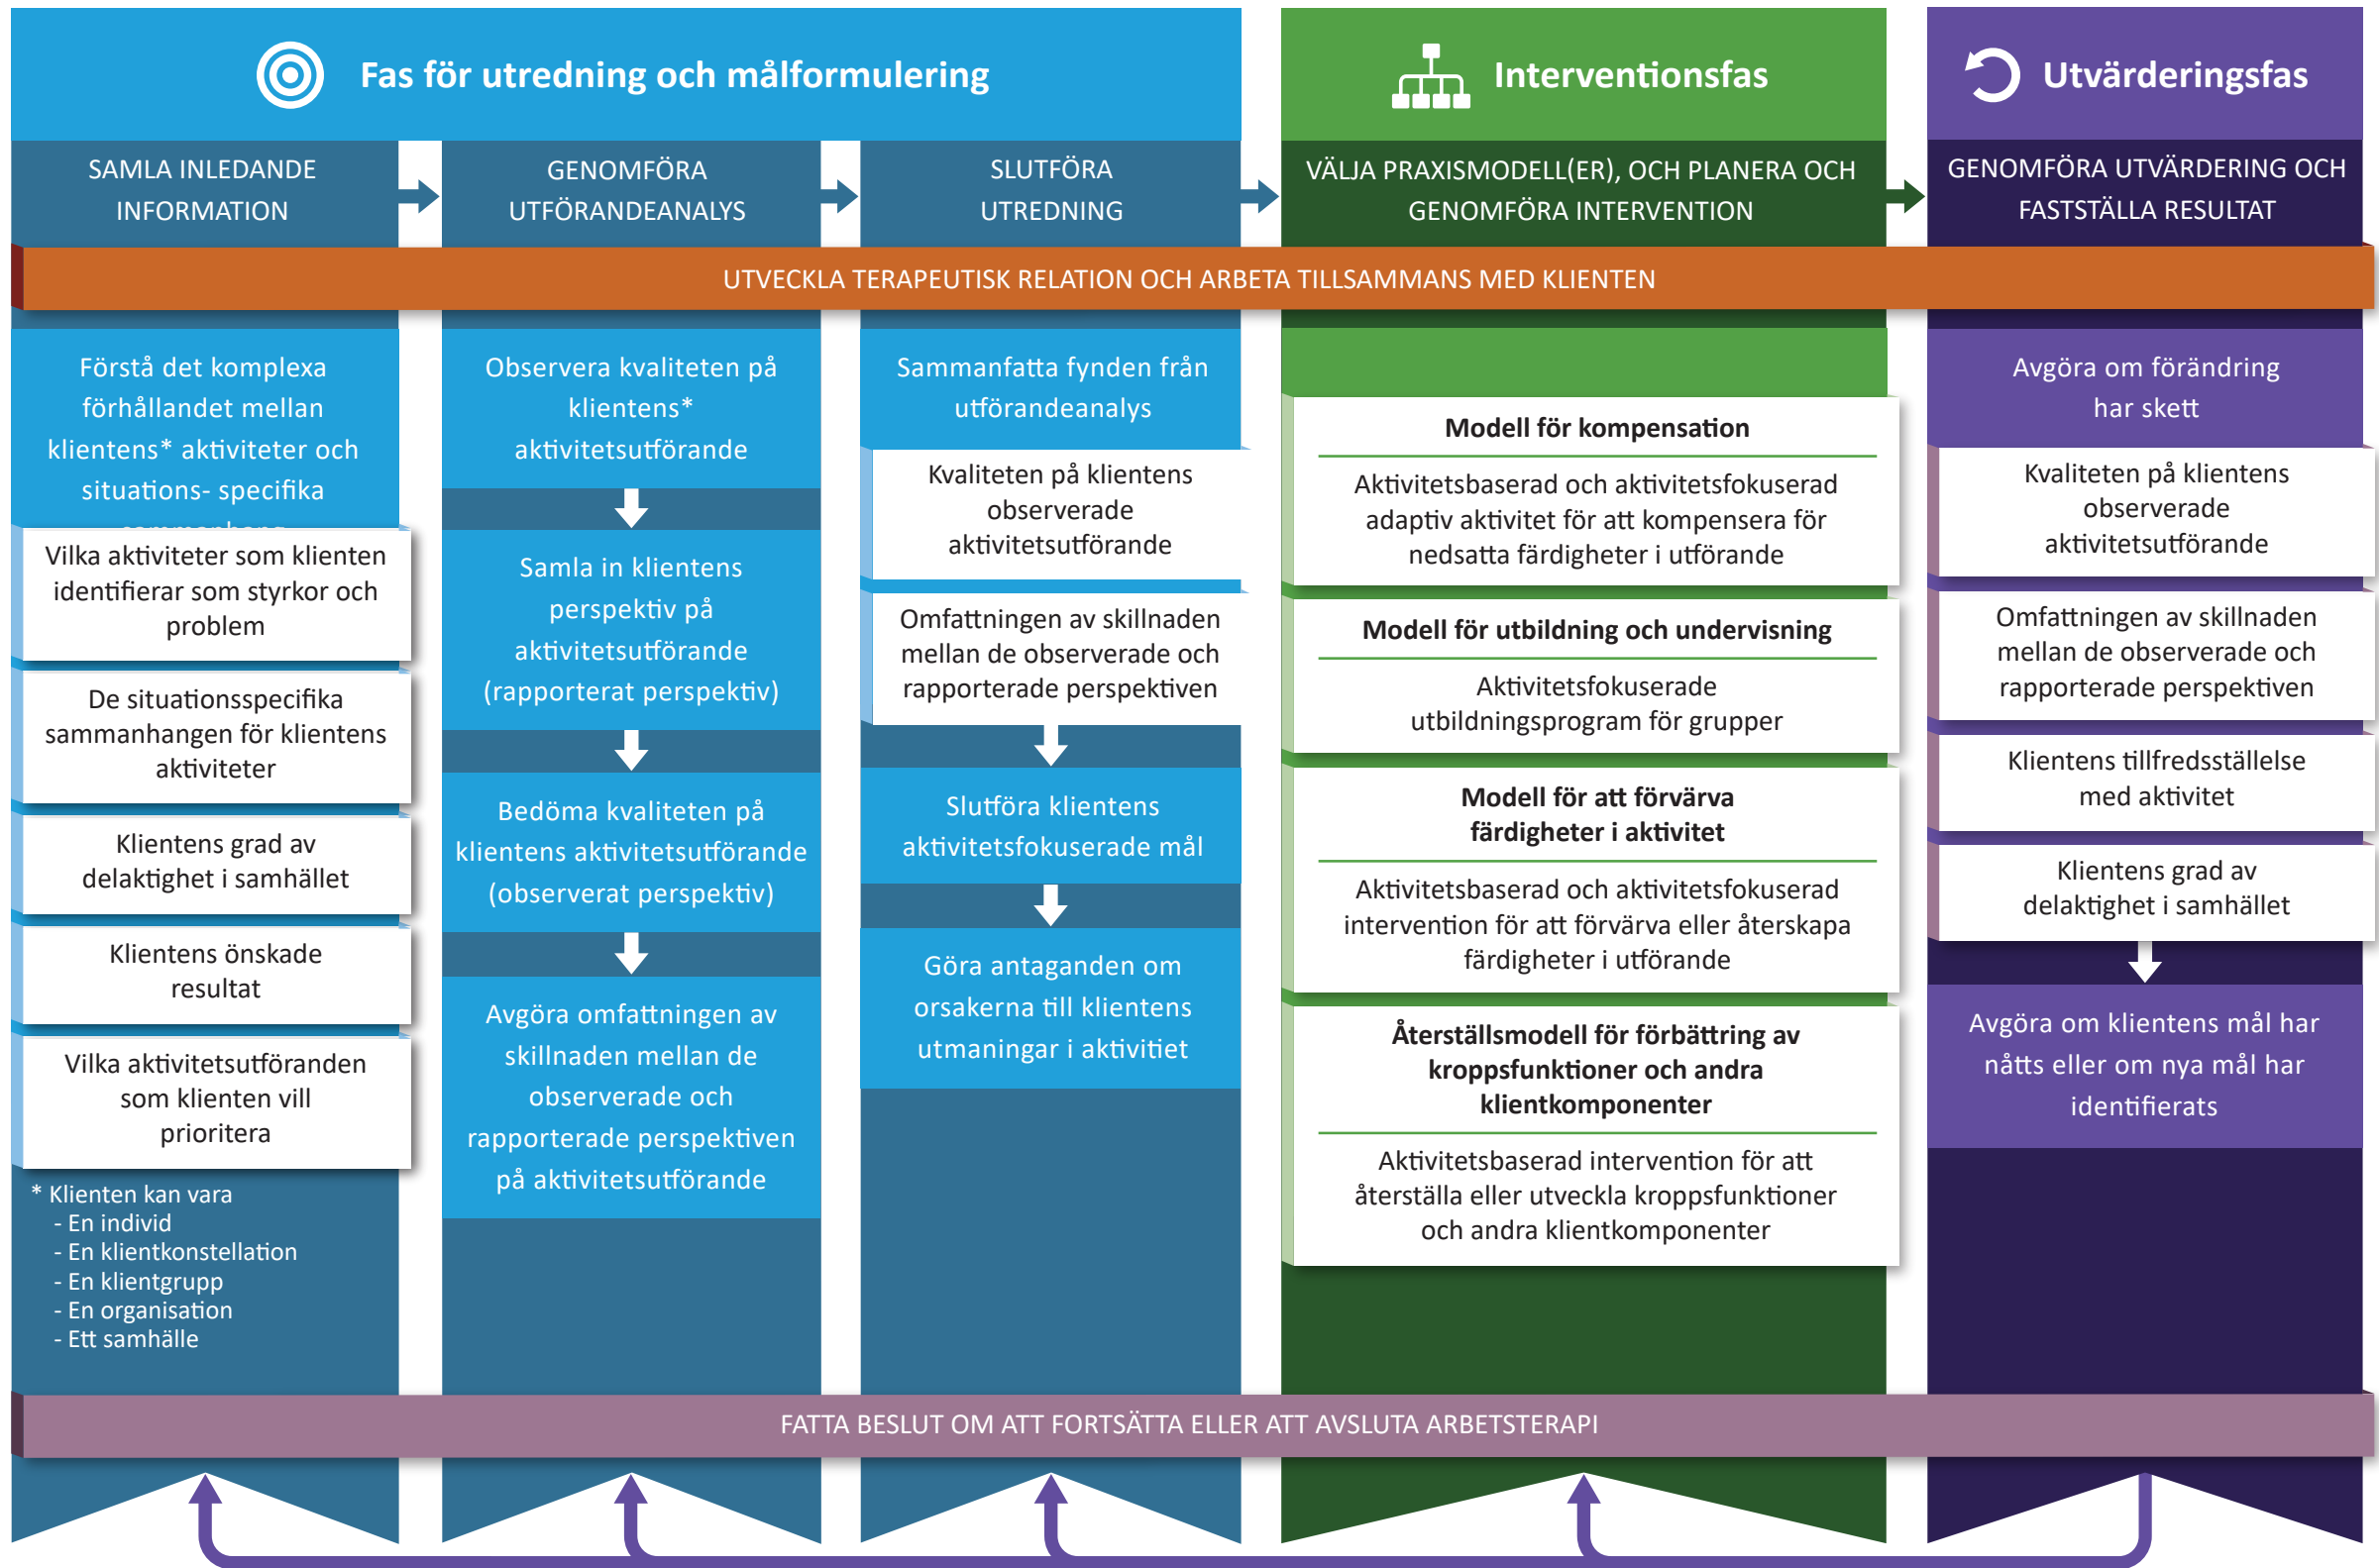 Fas för utredning och målformulering
Interventionsfas
Utvärderingsfas
SAMLA INLEDANDE
INFORMATION
GENOMFÖRA
UTFÖRANDEANALYS
SLUTFÖRA
UTREDNING
VÄLJA PRAXISMODELL(ER), OCH PLANERA OCH
GENOMFÖRA INTERVENTION
GENOMFÖRA UTVÄRDERING OCH
FASTSTÄLLA RESULTAT
UTVECKLA TERAPEUTISK RELATION OCH ARBETA TILLSAMMANS MED KLIENTEN
Förstå det komplexa
förhållandet mellan
klientens* aktiviteter och
situations- specifika
sammanhang
Vilka aktiviteter som klienten
identifierar som styrkor och
problem
De situationsspecifika
sammanhangen för klientens
aktiviteter
Klientens grad av
delaktighet i samhället
Klientens önskade
resultat
Vilka aktivitetsutföranden
som klienten vill
prioritera
* Klienten kan vara
- En individ
- En klientkonstellation
- En klientgrupp
- En organisation
- Ett samhälle
Observera kvaliteten på
klientens*
aktivitetsutförande
Samla in klientens
perspektiv på
aktivitetsutförande
(rapporterat perspektiv)
Bedöma kvaliteten på
klientens aktivitetsutförande
(observerat perspektiv)
Avgöra omfattningen av
skillnaden mellan de
observerade och
rapporterade perspektiven
på aktivitetsutförande
Sammanfatta fynden från
utförandeanalys
Kvaliteten på klientens
observerade
aktivitetsutförande
Omfattningen av skillnaden
mellan de observerade och
rapporterade perspektiven
Slutföra klientens
aktivitetsfokuserade mål
Göra antaganden om
orsakerna till klientens
utmaningar i aktivitiet
Modell för kompensation
Aktivitetsbaserad och aktivitetsfokuserad
adaptiv aktivitet för att kompensera för
nedsatta färdigheter i utförande
Modell för utbildning och undervisning
Aktivitetsfokuserade
utbildningsprogram för grupper
Modell för att förvärva
färdigheter i aktivitet
Aktivitetsbaserad och aktivitetsfokuserad
intervention för att förvärva eller återskapa
färdigheter i utförande
Återställsmodell för förbättring av
kroppsfunktioner och andra
klientkomponenter
Aktivitetsbaserad intervention för att
återställa eller utveckla kroppsfunktioner
och andra klientkomponenter
Avgöra om förändring
har skett
Kvaliteten på klientens
observerade
aktivitetsutförande
Omfattningen av skillnaden
mellan de observerade och
rapporterade perspektiven
Klientens tillfredsställelse
med aktivitet
Klientens grad av
delaktighet i samhället
Avgöra om klientens mål har
nåtts eller om nya mål har
identifierats
FATTA BESLUT OM ATT FORTSÄTTA ELLER ATT AVSLUTA ARBETSTERAPI